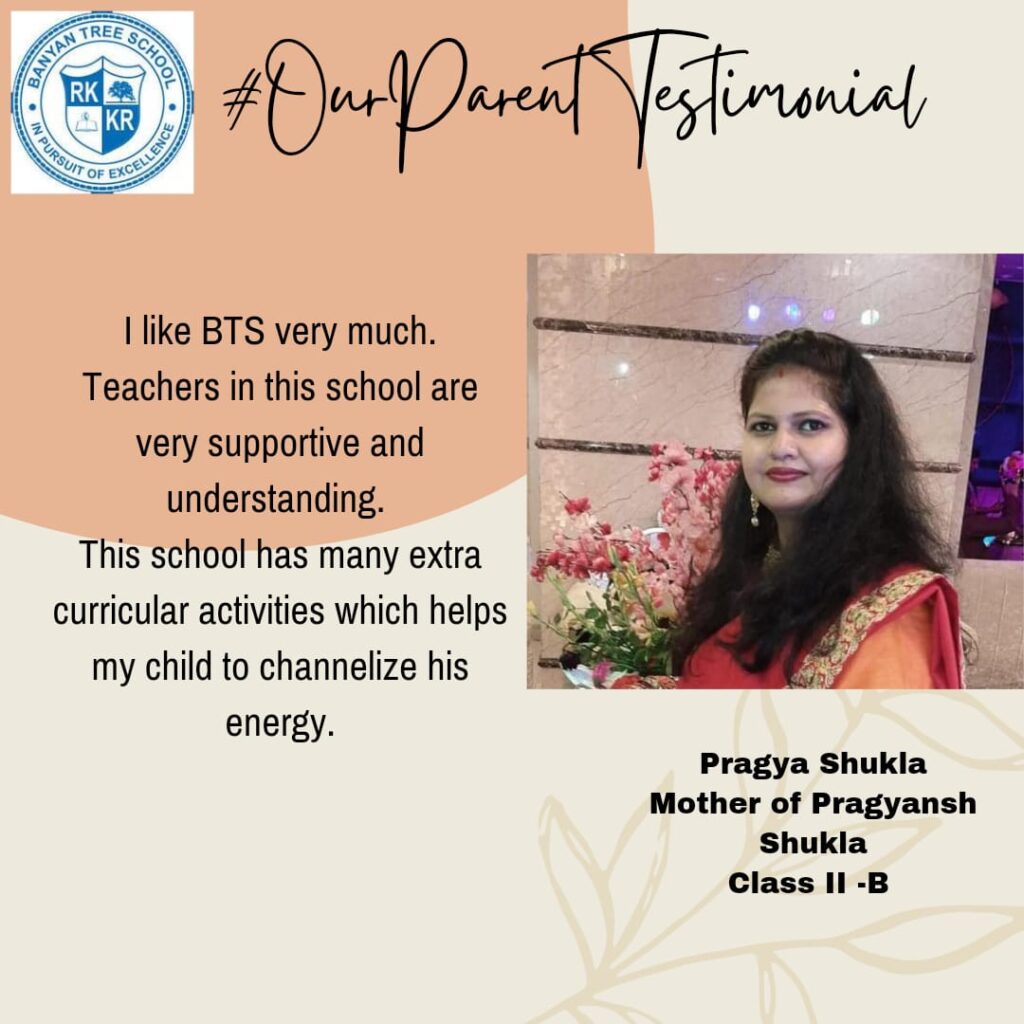 BANYAN TREE SCHOOL
RK
KR
IN PURSUIT OF EXCELLENCE
#OurParentTestimonial
I like BTS very much.
Teachers in this school are
very supportive and
understanding.
This school has many extra
curricular activities which helps
my child to channelize his
energy.
Pragya Shukla
Mother of Pragyansh
Shukla
Class II -B